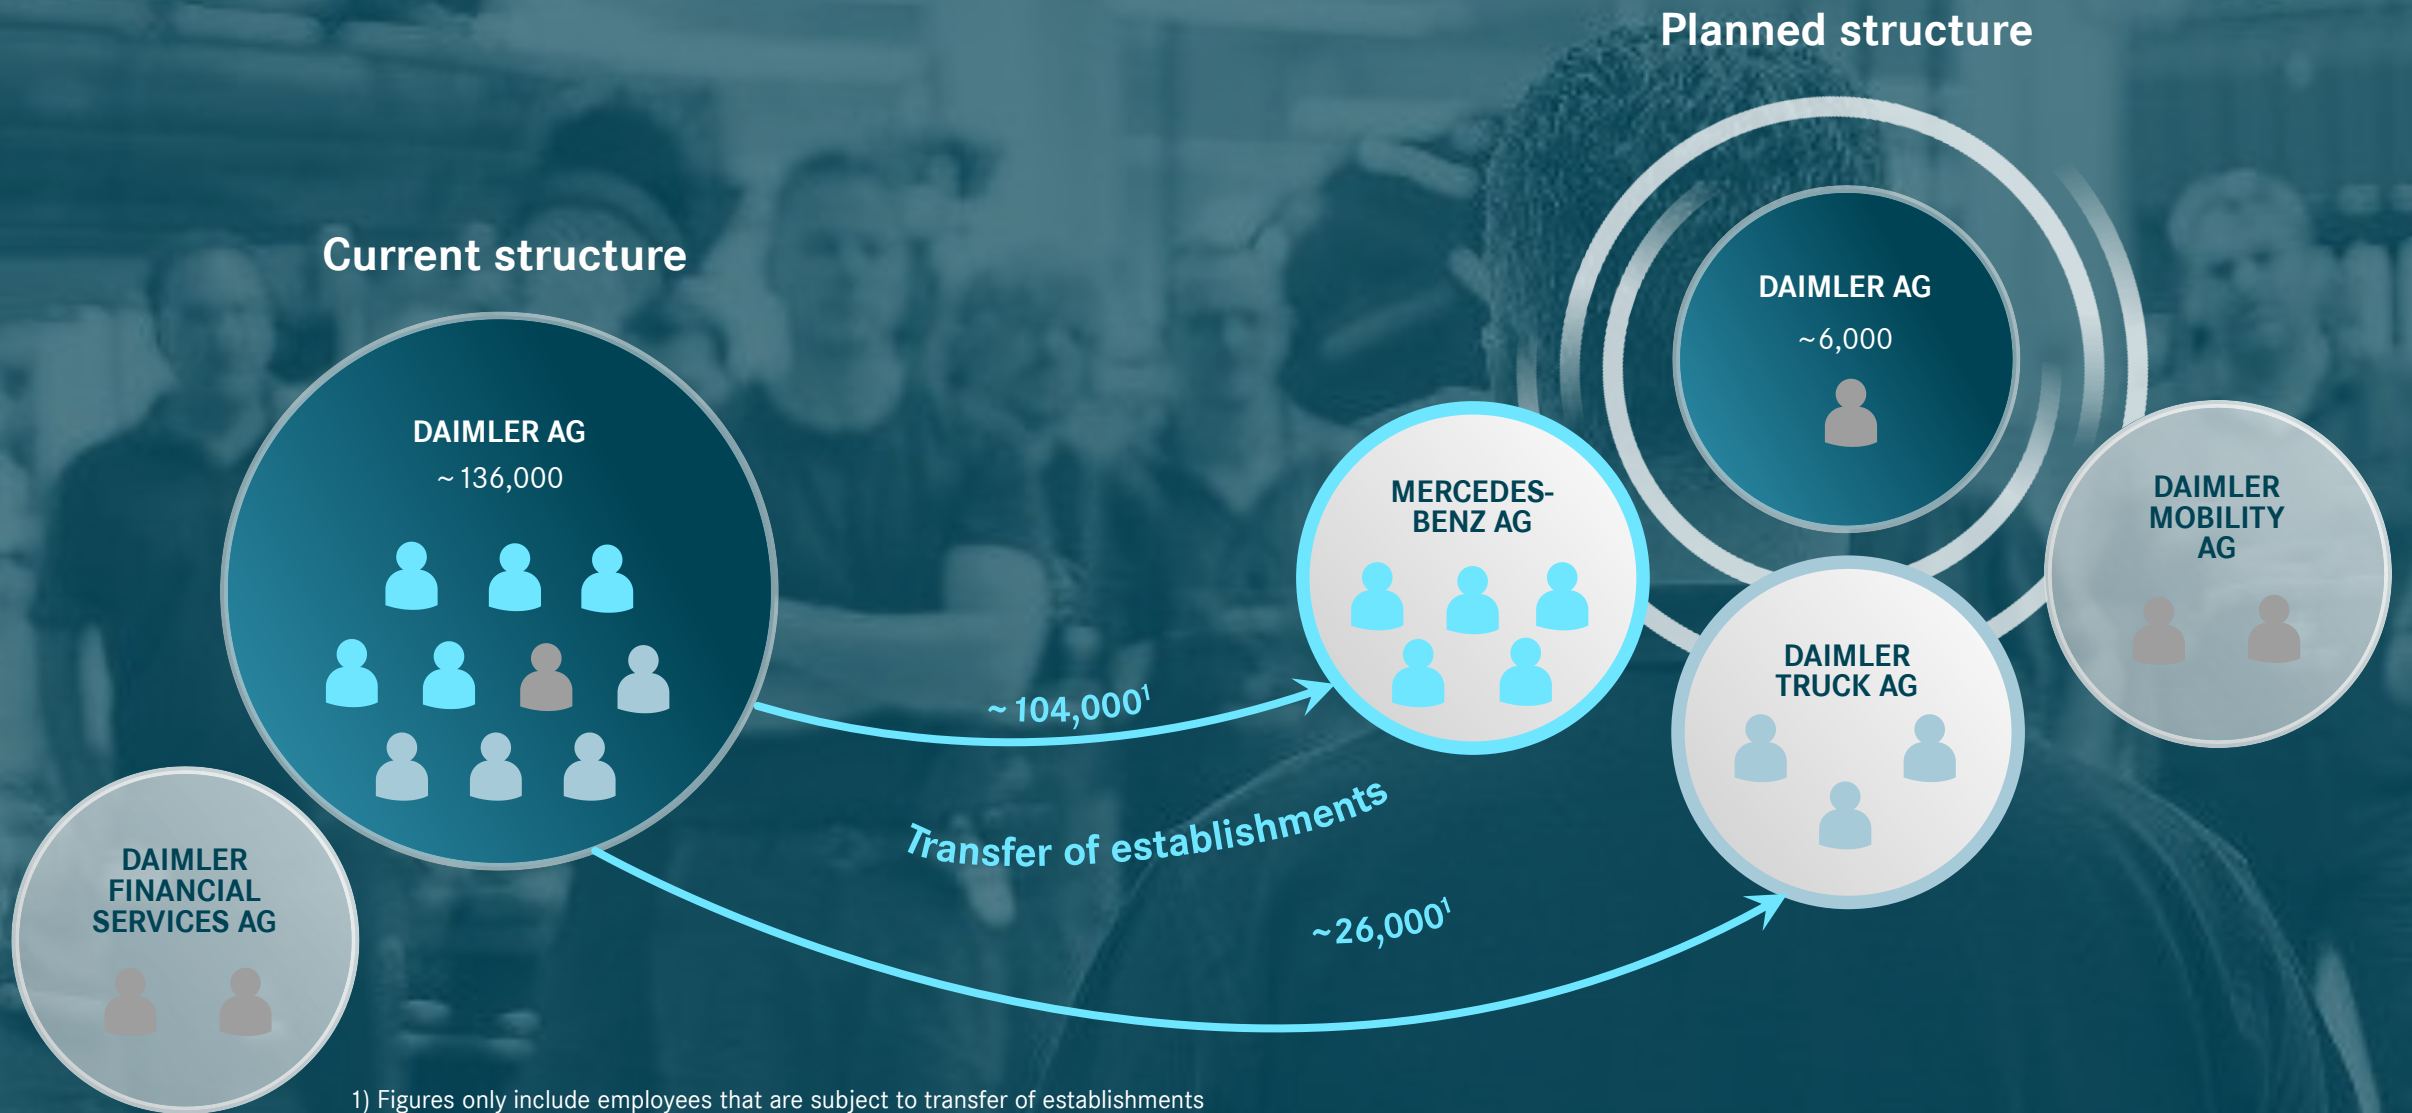 Planned structure
Current structure
DAIMLER AG
~6,000
DAIMLER AG
~136,000
MERCEDES-
BENZ AG
DAIMLER
MOBILITY
AG
DAIMLER
TRUCK AG
~104,000¹
Transfer of establishments
~26,000¹
DAIMLER
FINANCIAL
SERVICES AG
1) Figures only include employees that are subject to transfer of establishments